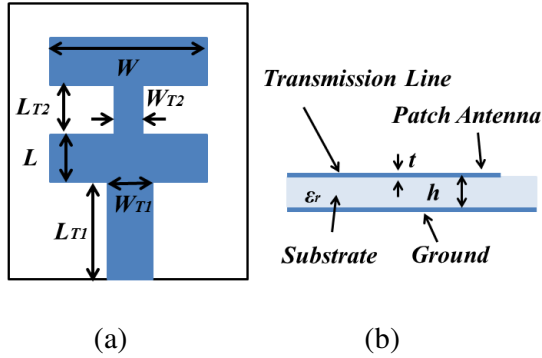 W
L_T2
W_T2
L
W_T1
L_T1
(a)
Transmission Line
Patch Antenna
t
ε_r
h
Substrate
Ground
(b)